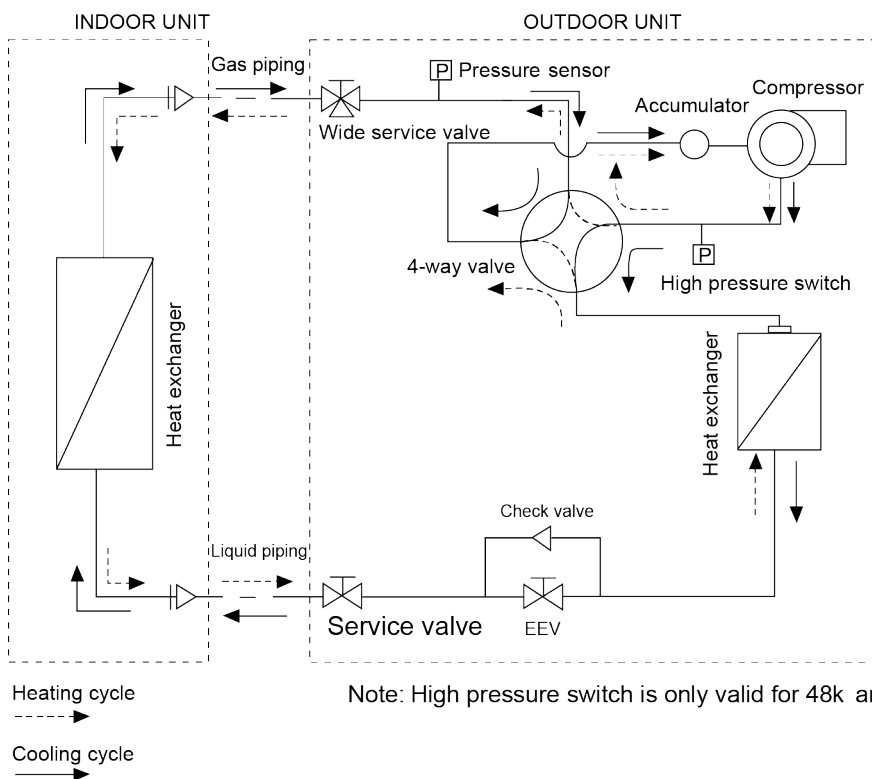 INDOOR UNIT
OUTDOOR UNIT
Gas piping
P
Pressure sensor
Compressor
Accumulator
Wide service valve
4-way valve
P
High pressure switch
Heat exchanger
Heat exchanger
Check valve
Liquid piping
Service valve
EEV
Heating cycle
Note: High pressure switch is only valid for 48k
Cooling cycle